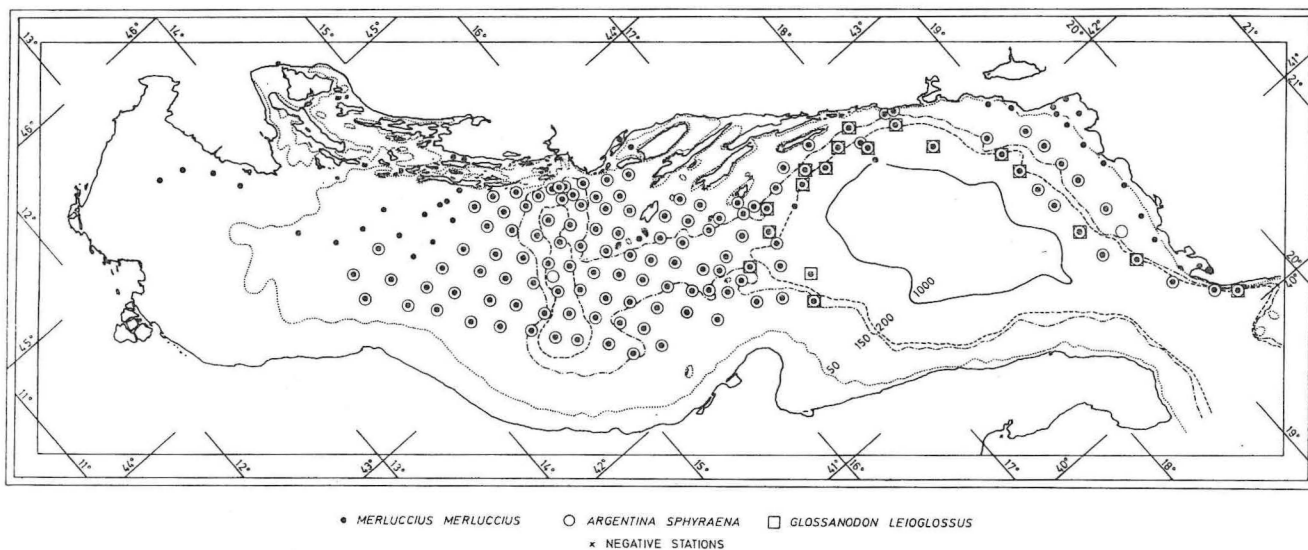 46° 14° 15° 45° 16° 44° 17° 18° 43° 19° 20° 42° 21°
13° 41°
21°
46°
12° 20°
40°
1000
45° 200
150
50
11° 19°
11° 44° 12° 43° 13° 14° 42° 15° 41° 16° 17° 40° 18°
• MERLUCCIUS MERLUCCIUS ○ ARGENTINA SPHYRAENA □ GLOSSANODON LEIOGLOSSUS
x NEGATIVE STATIONS